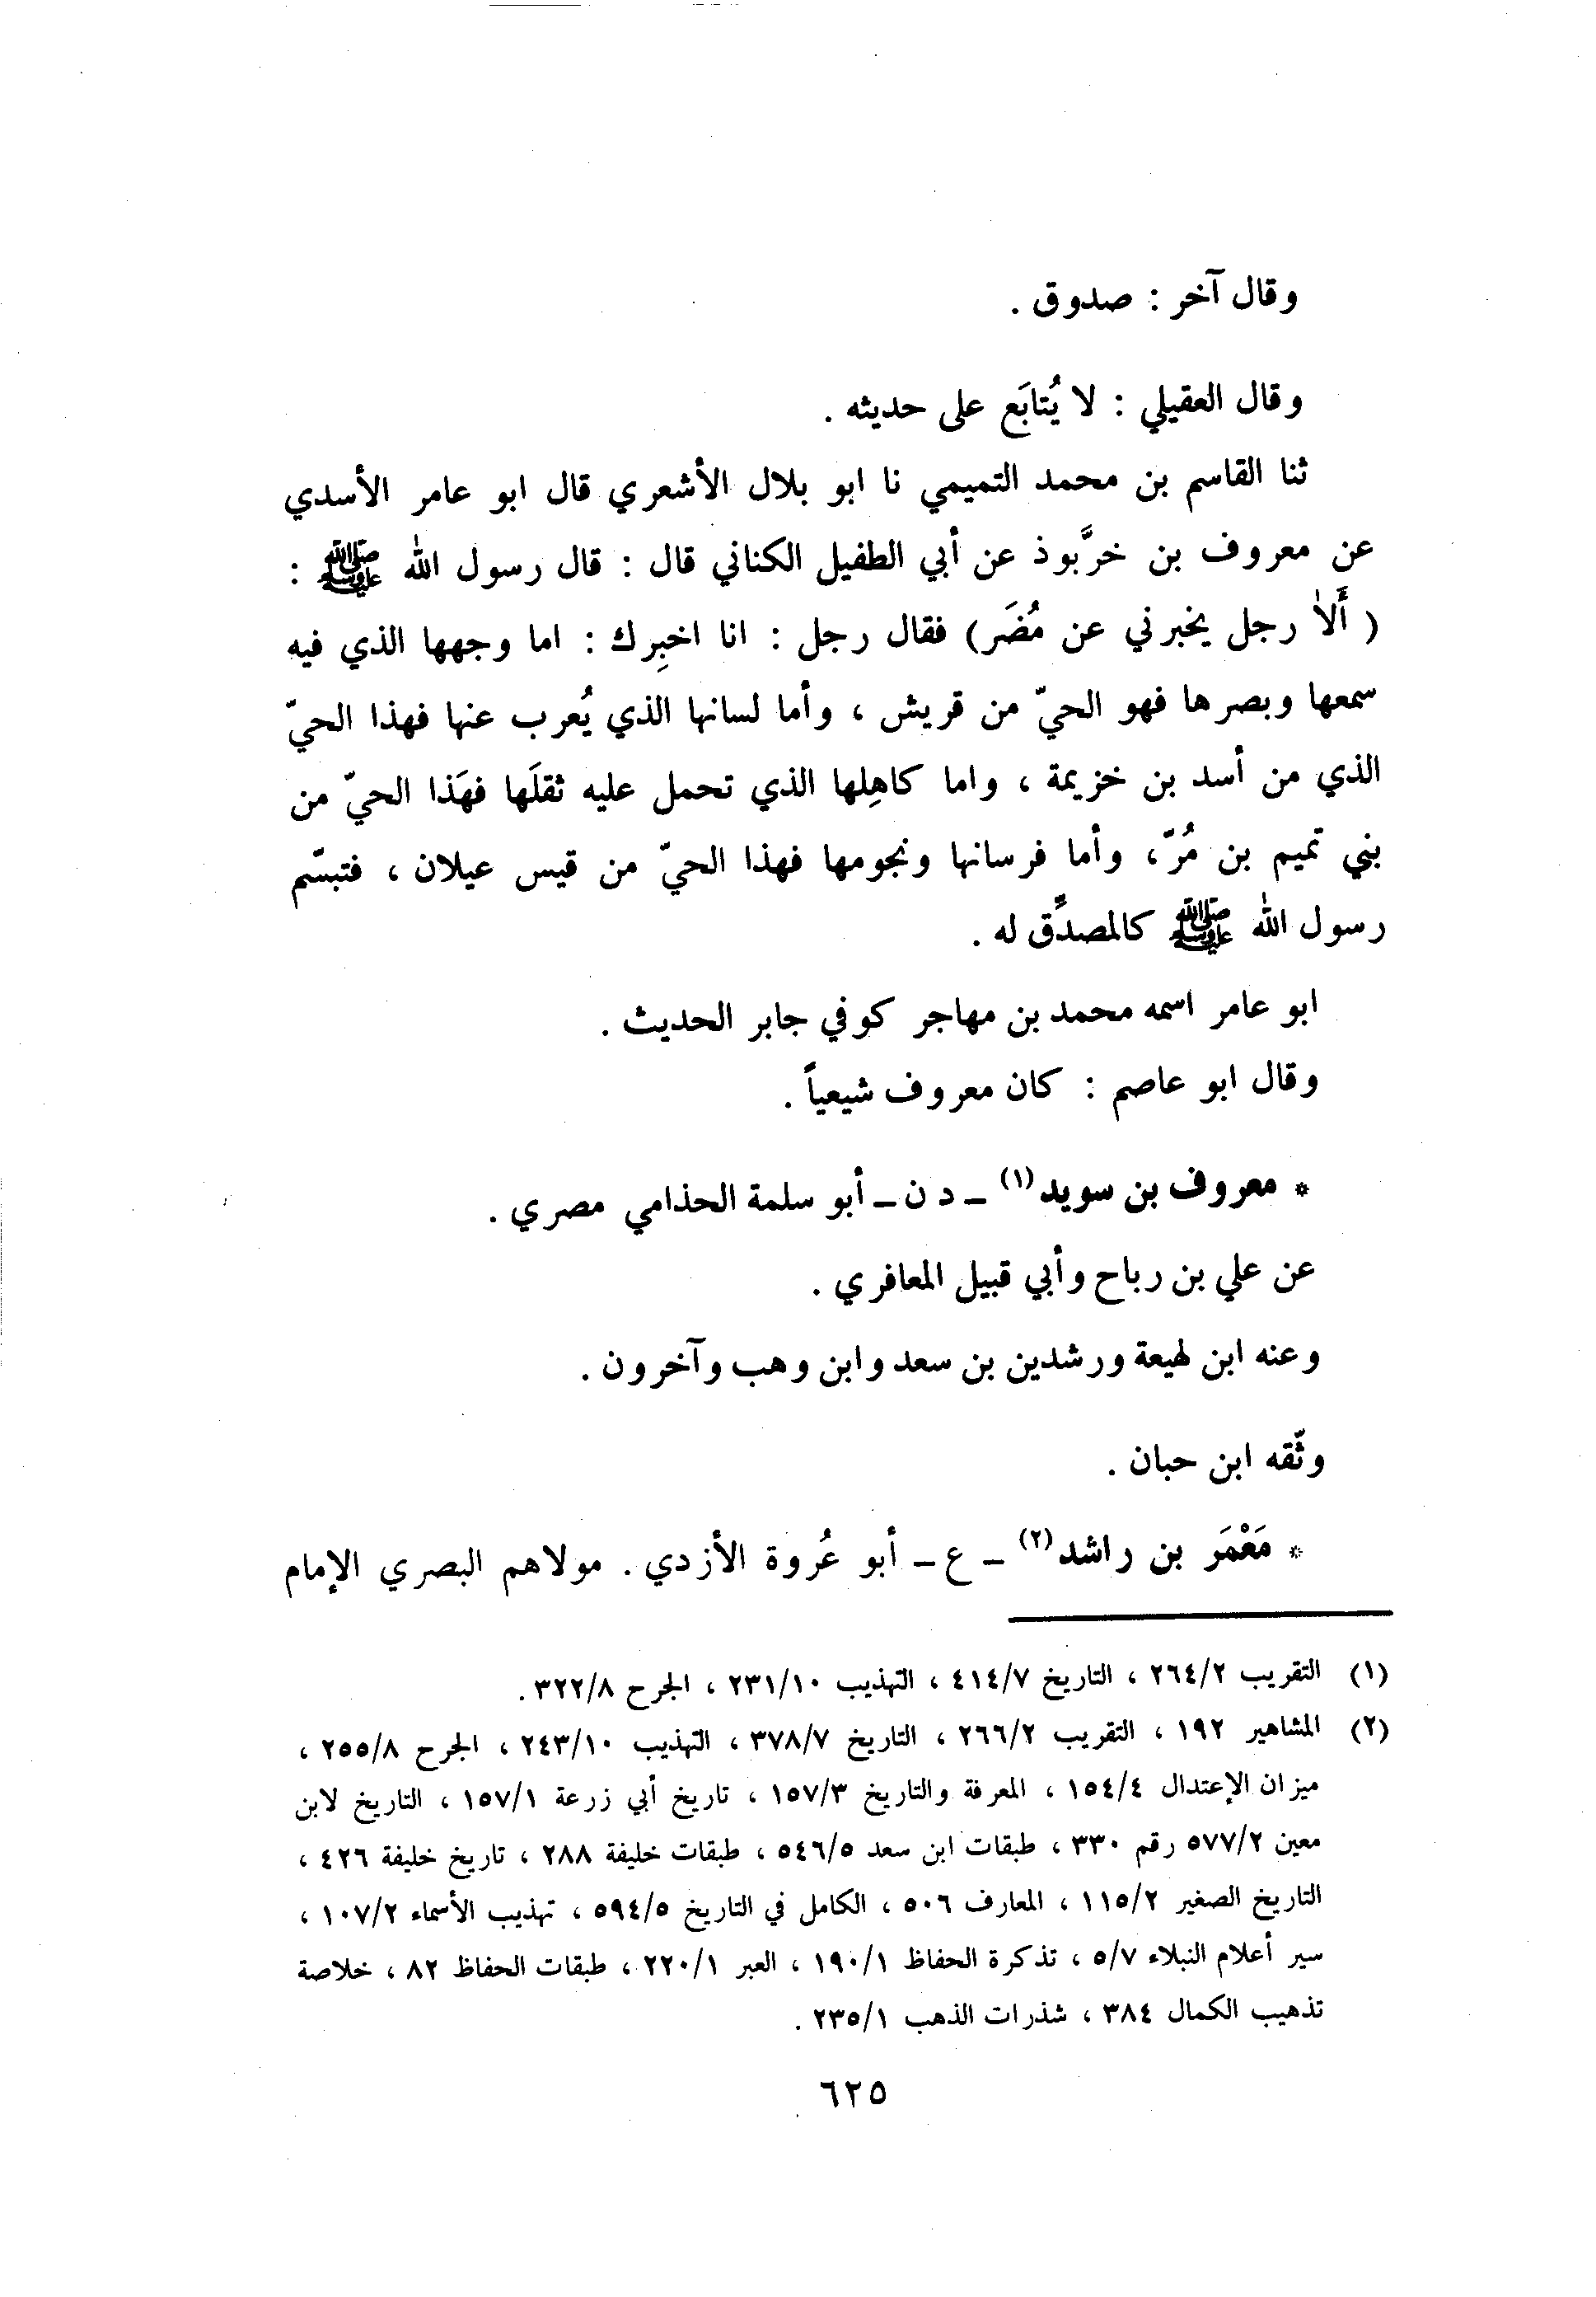 وقال آخر : صدوق .
وقال العقيلي : لا يُتابَع على حديثه .
ثنا القاسم بن محمد التميمي نا ابو بلال الأشعري قال ابو عامر الأسدي
عن معروف بن خرَّبوذ عن أبي الطفيل الكناني قال : قال رسول الله ﷺ :
( أَلاٰ رجل يخبرني عن مُضَر) فقال رجل : انا اخبِرك : اما وجهها الذي فيه
سمعها وبصرها فهو الحيّ من قريش ، وأما لسانها الذي يُعرب عنها فهذا الحيّ
الذي من أسد بن خزيمة ، واما كاهِلها الذي تحمل عليه ثقلَها فهَذا الحيّ من
بني تميم بن مُرّ، وأما فرسانها ونجومها فهذا الحيّ من قيس عيلان ، فتبسّم
رسول الله ﷺ كالمصدِّق له .
ابو عامر اسمه محمد بن مهاجر كوفي جابر الحديث .
وقال ابو عاصم : كان معروف شيعياً .
* معروف بن سويد(١) ـ د ن ـ أبو سلمة الحذامي مصري .
عن علي بن رباح وأبي قبيل المعافري .
وعنه ابن لهيعة ورشدين بن سعد وابن وهب وآخرون .
وثّقه ابن حبان .
* مَعْمَر بن راشد(٢) ـ ع ـ أبو عُروة الأزدي . مولاهم البصري الإمام
(١) التقريب ٢٦٤/٢ ، التاريخ ٤١٤/٧ ، التهذيب ٢٣١/١٠ ، الجرح ٣٢٢/٨ .
(٢) المشاهير ١٩٢ ، التقريب ٢٦٦/٢ ، التاريخ ٣٧٨/٧ ، التهذيب ٢٤٣/١٠ ، الجرح ٢٥٥/٨ ،
ميزان الإعتدال ١٥٤/٤ ، المعرفة والتاريخ ١٥٧/٣ ، تاريخ أبي زرعة ١٥٧/١ ، التاريخ لابن
معين ٥٧٧/٢ رقم ٣٣٠ ، طبقات ابن سعد ٥٤٦/٥ ، طبقات خليفة ٢٨٨ ، تاريخ خليفة ٤٢٦ ،
التاريخ الصغير ١١٥/٢ ، المعارف ٥٠٦ ، الكامل في التاريخ ٥٩٤/٥ ، تهذيب الأسماء ١٠٧/٢ ،
سير أعلام النبلاء ٥/٧ ، تذكرة الحفاظ ١٩٠/١ ، العبر ٢٢٠/١ ، طبقات الحفاظ ٨٢ ، خلاصة
تذهيب الكمال ٣٨٤ ، شذرات الذهب ٢٣٥/١ .
٦٢٥